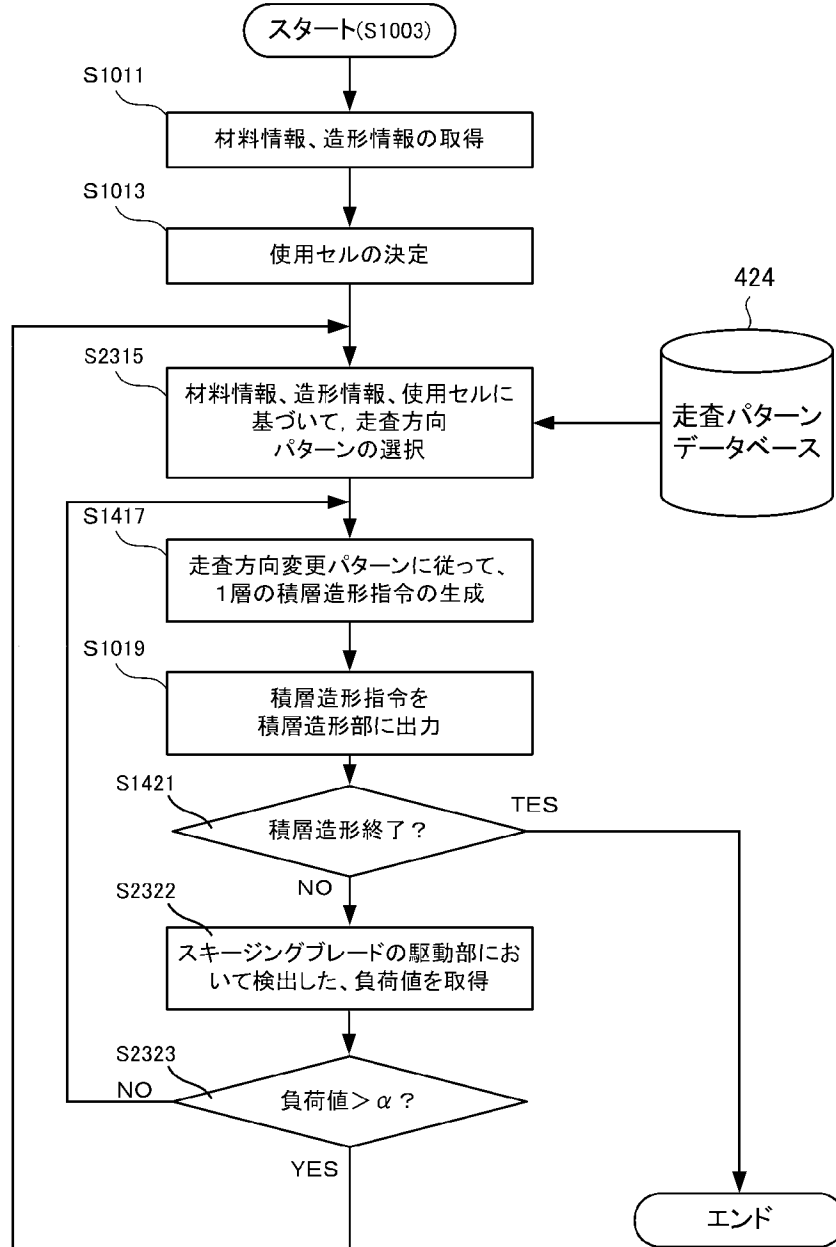 スタート(S1003)
S1011
材料情報、造形情報の取得
S1013
使用セルの決定
424
走査パターン
データベース
S2315
材料情報、造形情報、使用セルに
基づいて,走査方向
パターンの選択
S1417
走査方向変更パターンに従って、
1層の積層造形指令の生成
S1019
積層造形指令を
積層造形部に出力
S1421
積層造形終了?
TES
NO
S2322
スキージングブレードの駆動部にお
いて検出した、負荷値を取得
S2323
負荷値>α?
NO
YES
エンド